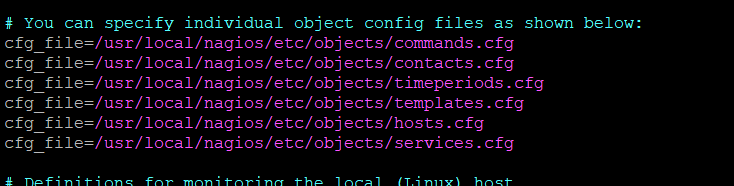 # You can specify individual object config files as shown below:
cfg_file=/usr/local/nagios/etc/objects/commands.cfg
cfg_file=/usr/local/nagios/etc/objects/contacts.cfg
cfg_file=/usr/local/nagios/etc/objects/timeperiods.cfg
cfg_file=/usr/local/nagios/etc/objects/templates.cfg
cfg_file=/usr/local/nagios/etc/objects/hosts.cfg
cfg_file=/usr/local/nagios/etc/objects/services.cfg
# Definitions for monitoring the local (Linux) host